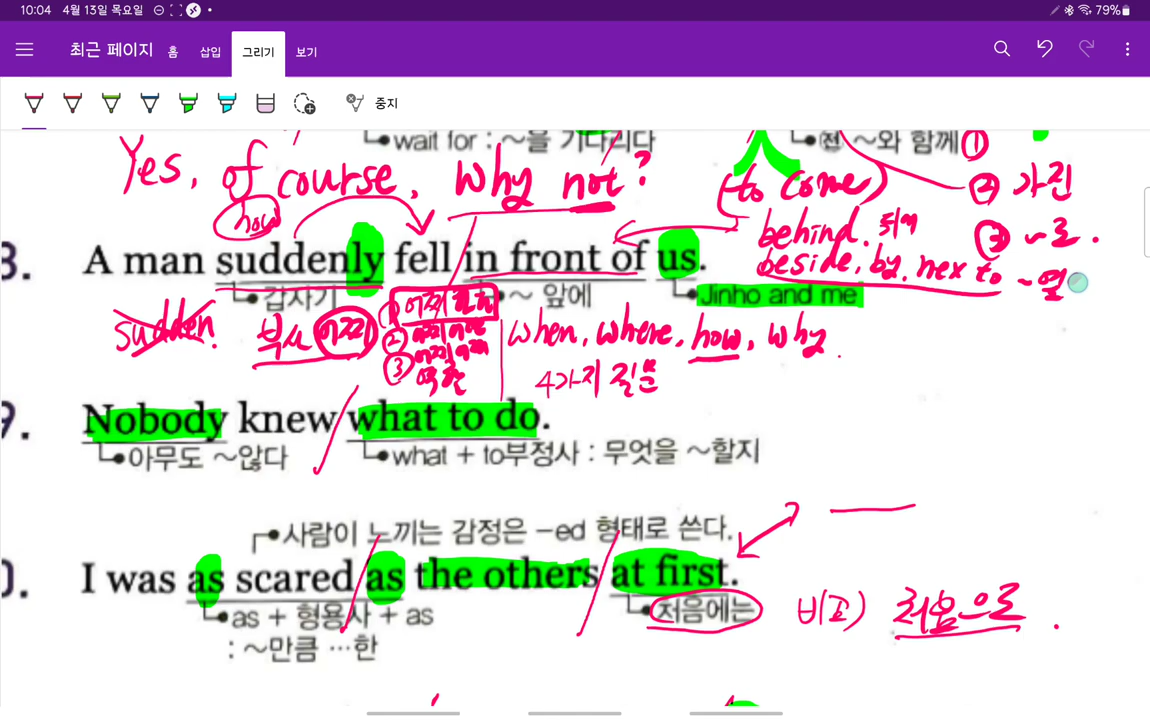 10:04 4월 13일 목요일 79%
최근 페이지 홈 삽입 그리기 보기
중지
wait for : ~을 기다리다 전 ~와 함께 ①
Yes, of course, why not? (to come) ② 가진
how behind. 뒤에 ③ ~로.
8. A man suddenly fell in front of us. beside, by, next to ~옆
갑자기 ~ 앞에 Jinho and me
sudden. 부사 ① ② ③ when, where, how, why.
4가지 질문
9. Nobody knew what to do.
아무도 ~않다 what + to부정사 : 무엇을 ~할지
사람이 느끼는 감정은 -ed 형태로 쓴다.
I was as scared as the others at first.
as + 형용사 + as 처음에는 비교) 처음으로.
: ~만큼 …한